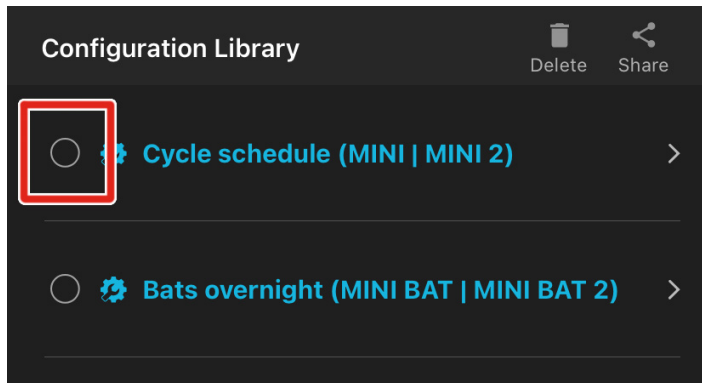 Configuration Library
Delete
Share
Cycle schedule (MINI | MINI 2)
Bats overnight (MINI BAT | MINI BAT 2)